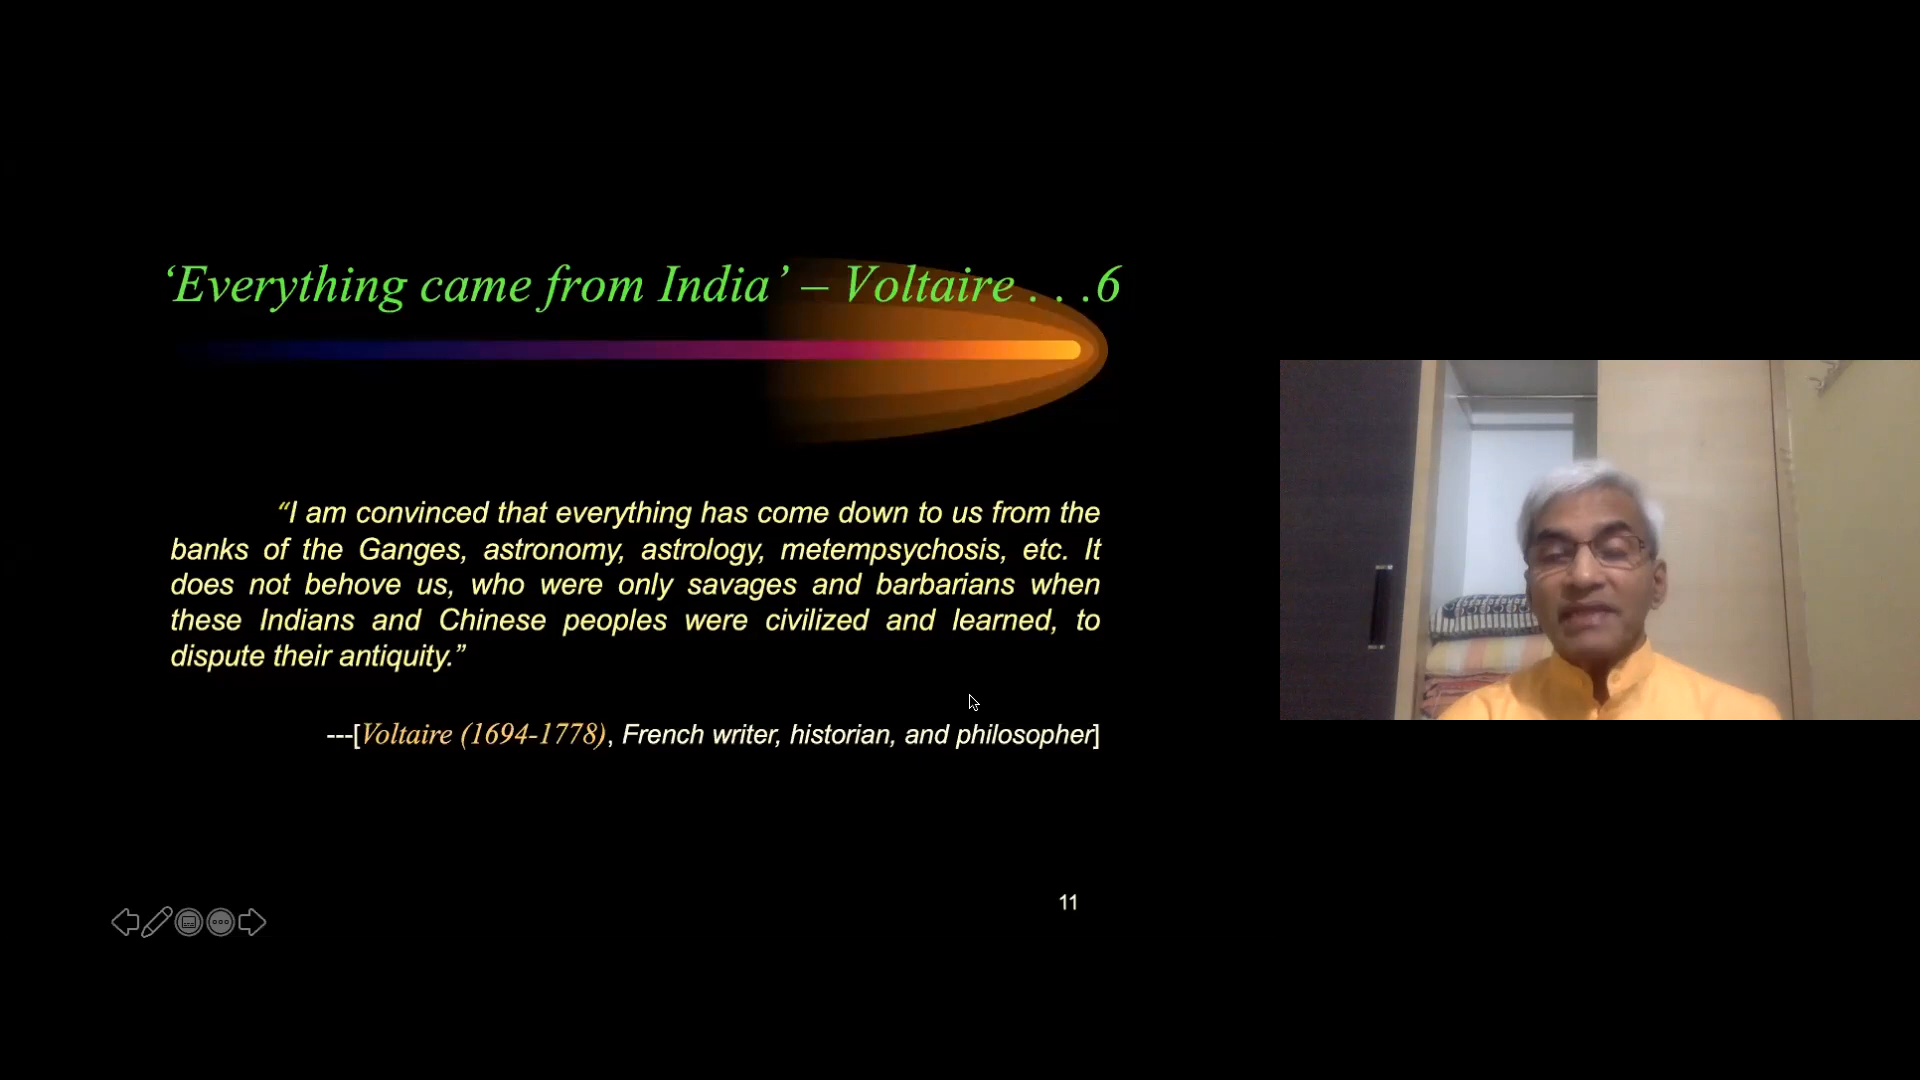 ‘Everything came from India’ – Voltaire . . .6
“I am convinced that everything has come down to us from the
banks of the Ganges, astronomy, astrology, metempsychosis, etc. It
does not behove us, who were only savages and barbarians when
these Indians and Chinese peoples were civilized and learned, to
dispute their antiquity.”
---[Voltaire (1694-1778), French writer, historian, and philosopher]
11